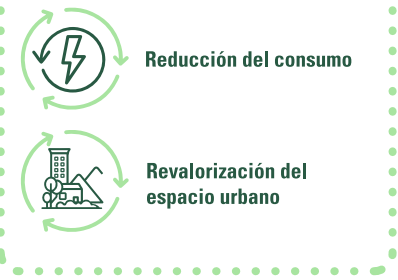 Reducción del consumo
Revalorización del
espacio urbano